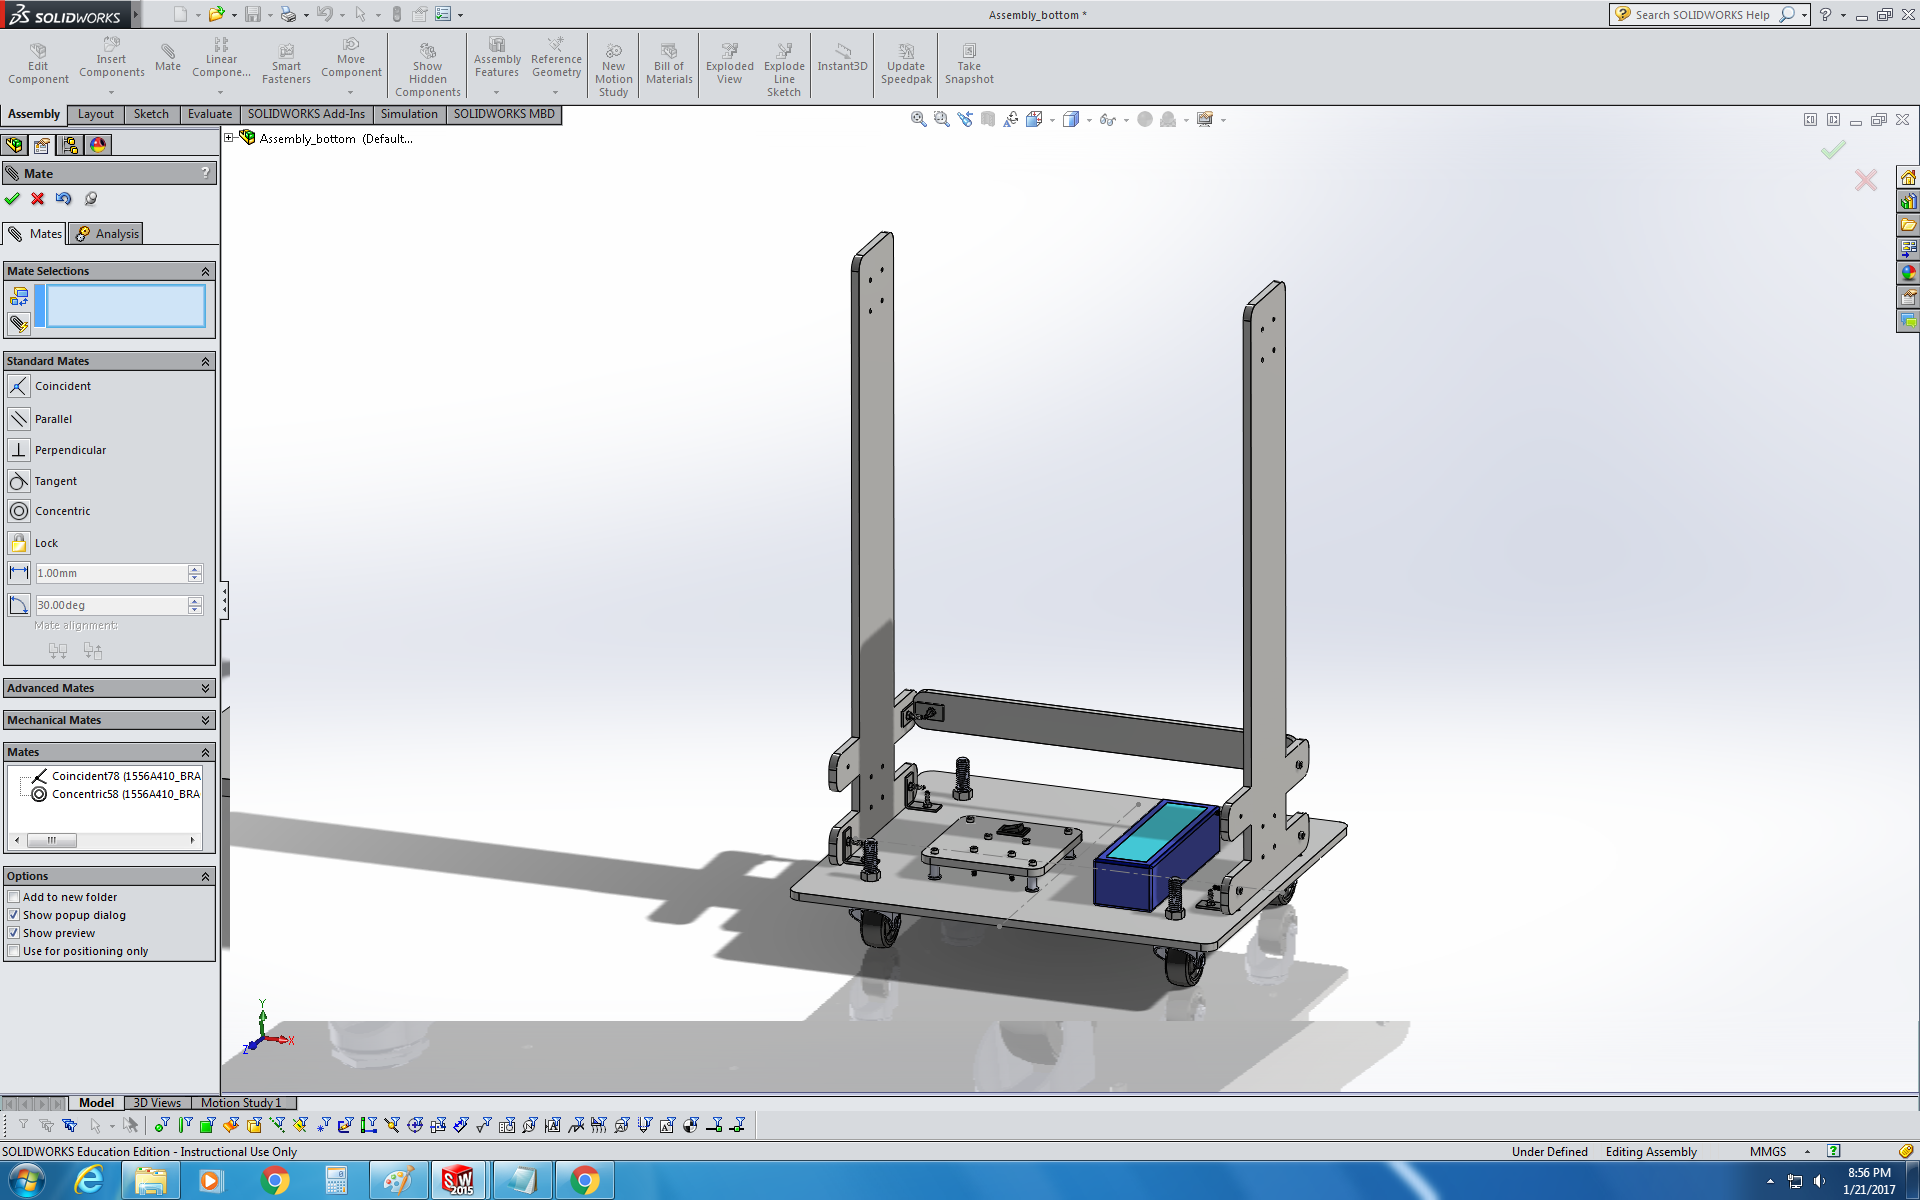 SOLIDWORKS
Assembly_bottom *
Search SOLIDWORKS Help
?
Edit Component
Insert Components
Mate
Linear Compone...
Smart Fasteners
Move Component
Show Hidden Components
Assembly Features
Reference Geometry
New Motion Study
Bill of Materials
Exploded View
Explode Line Sketch
Instant3D
Update Speedpak
Take Snapshot
Assembly
Layout
Sketch
Evaluate
SOLIDWORKS Add-Ins
Simulation
SOLIDWORKS MBD
Assembly_bottom (Default...
Mate
?
Mates
Analysis
Mate Selections
Standard Mates
Coincident
Parallel
Perpendicular
Tangent
Concentric
Lock
1.00mm
30.00deg
Mate alignment:
Advanced Mates
Mechanical Mates
Mates
Coincident78 (1556A410_BRA
Concentric58 (1556A410_BRA
Options
Add to new folder
Show popup dialog
Show preview
Use for positioning only
Y
X
Z
Model
3D Views
Motion Study 1
SOLIDWORKS Education Edition - Instructional Use Only
Under Defined
Editing Assembly
MMGS
?
SW
2015
8:56 PM
1/21/2017